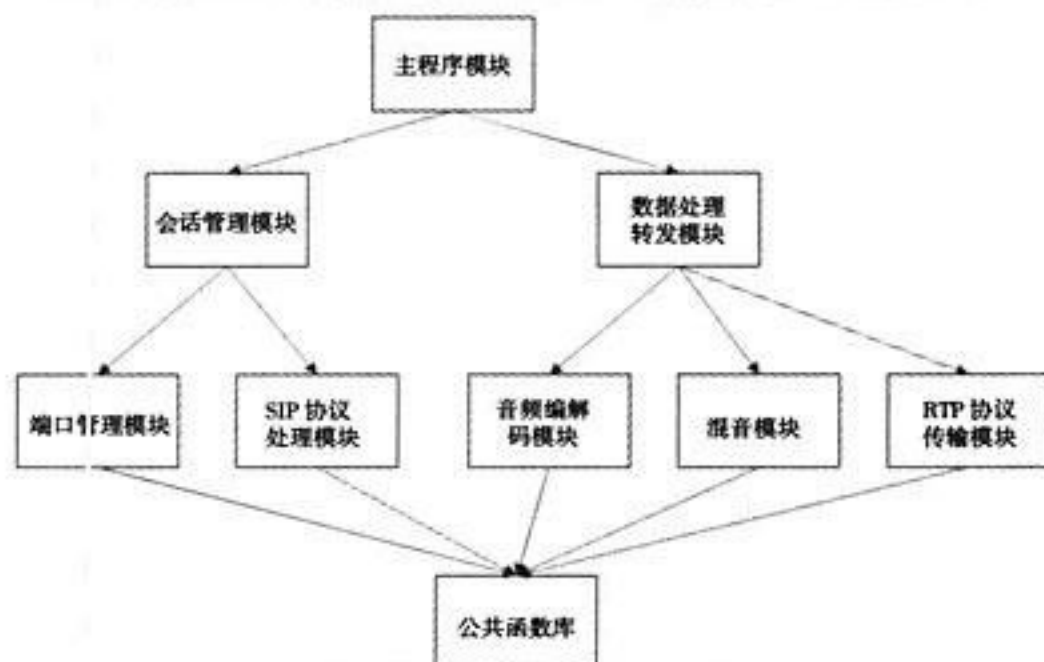 主程序模块
会话管理模块
数据处理
转发模块
端口管理模块
SIP 协议
处理模块
音频编解
码模块
混音模块
RTP 协议
传输模块
公共函数库